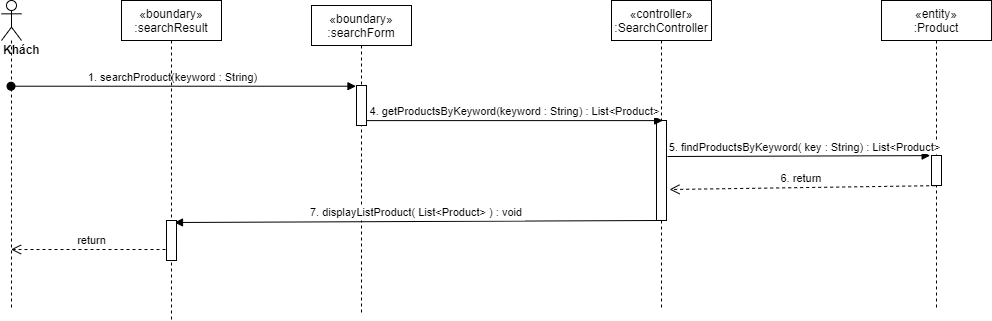 «boundary»
:searchResult
«boundary»
:searchForm
«controller»
:SearchController
«entity»
:Product
Khách
1. searchProduct(keyword : String)
4. getProductsByKeyword(keyword : String) : List<Product>
5. findProductsByKeyword( key : String) : List<Product>
6. return
7. displayListProduct( List<Product> ) : void
return